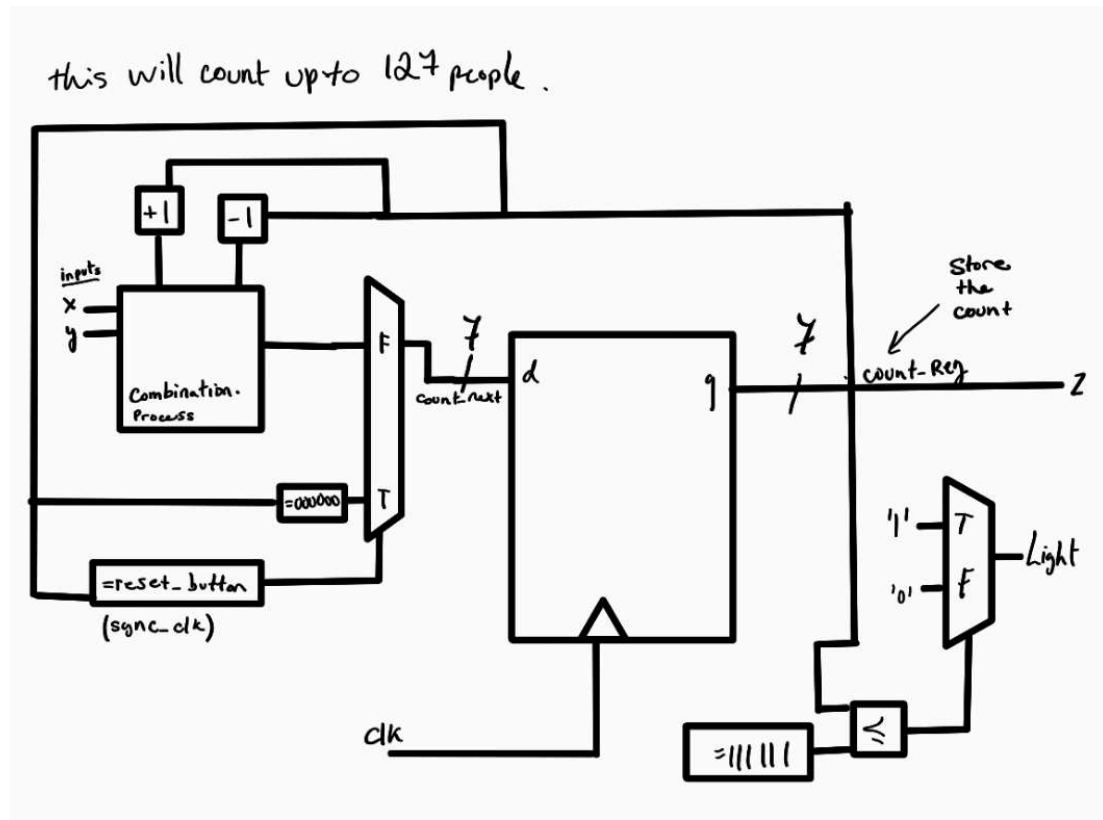 this will count upto 127 people.
+1
-1
inputs
x
y
Combination.
Process
F
T
7
count_next
d
q
7
Store
the
count
count_Reg
Z
=000000
=reset_button
(sync_clk)
clk
'1'
'0'
T
F
Light
≤
=111111